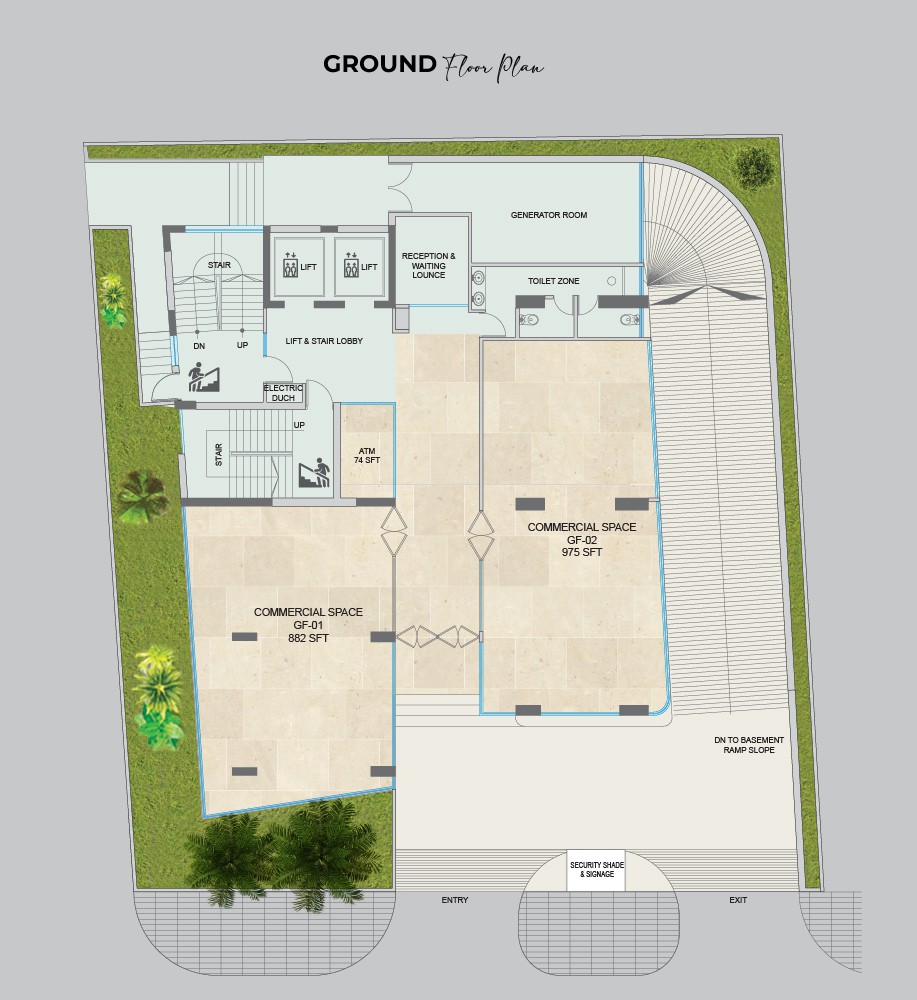 GROUND Floor Plan
GENERATOR ROOM
RECEPTION &
WAITING
LOUNCE
STAIR
LIFT
LIFT
TOILET ZONE
DN
UP
LIFT & STAIR LOBBY
ELECTRIC
DUCH
UP
STAIR
ATM
74 SFT
COMMERCIAL SPACE
GF-02
975 SFT
COMMERCIAL SPACE
GF-01
882 SFT
DN TO BASEMENT
RAMP SLOPE
SECURITY SHADE
& SIGNAGE
ENTRY
EXIT